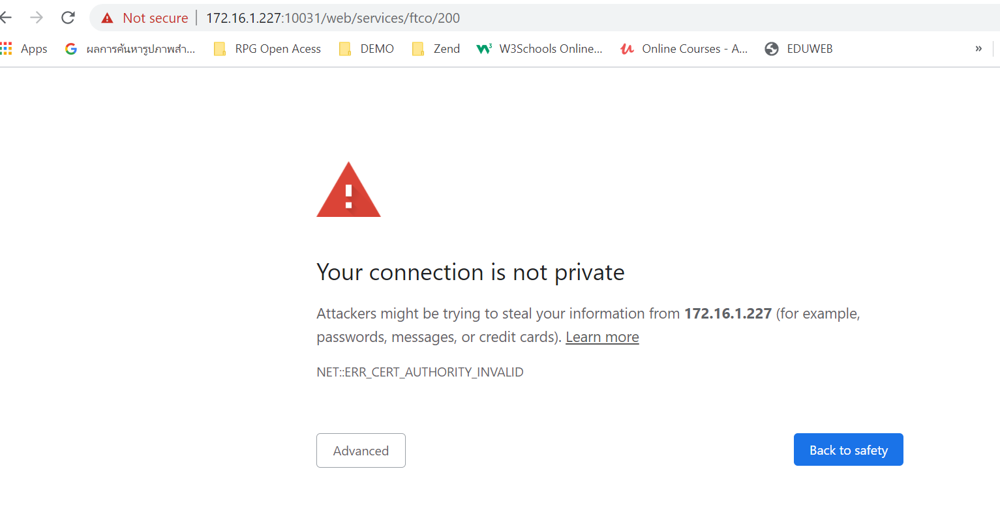 Not secure 172.16.1.227:10031/web/services/ftco/200
Apps ผลการค้นหารูปภาพสำ... RPG Open Acess DEMO Zend W3Schools Online... Online Courses - A... EDUWEB »
Your connection is not private
Attackers might be trying to steal your information from 172.16.1.227 (for example,
passwords, messages, or credit cards). Learn more
NET::ERR_CERT_AUTHORITY_INVALID
Advanced Back to safety